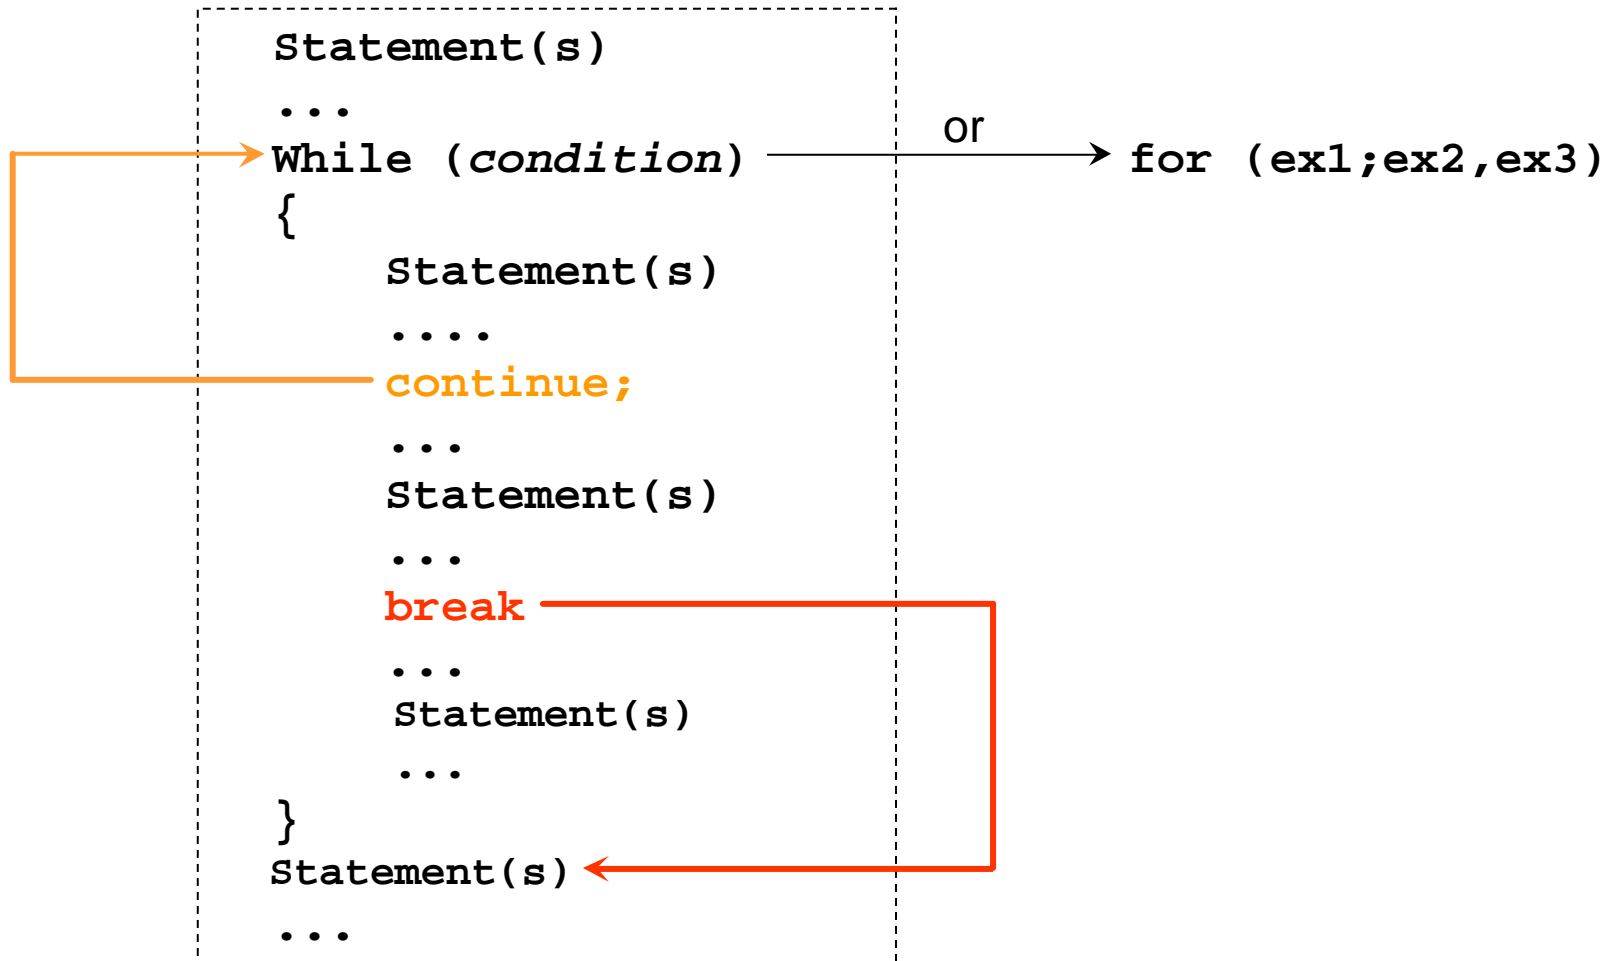 Statement(s)
...
While (condition) or for (ex1;ex2,ex3)
{
Statement(s)
....
continue;
...
Statement(s)
...
break
...
Statement(s)
...
}
Statement(s)
...